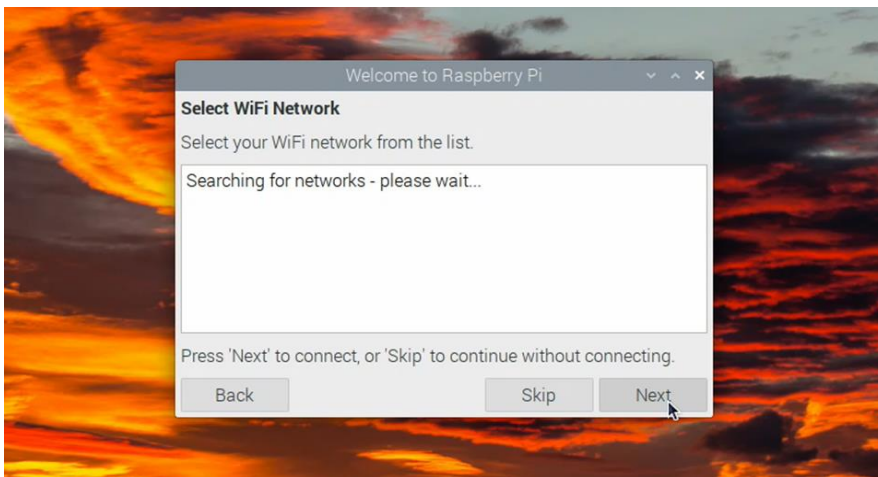 Welcome to Raspberry Pi
Select WiFi Network
Select your WiFi network from the list.
Searching for networks - please wait...
Press 'Next' to connect, or 'Skip' to continue without connecting.
Back Skip Next